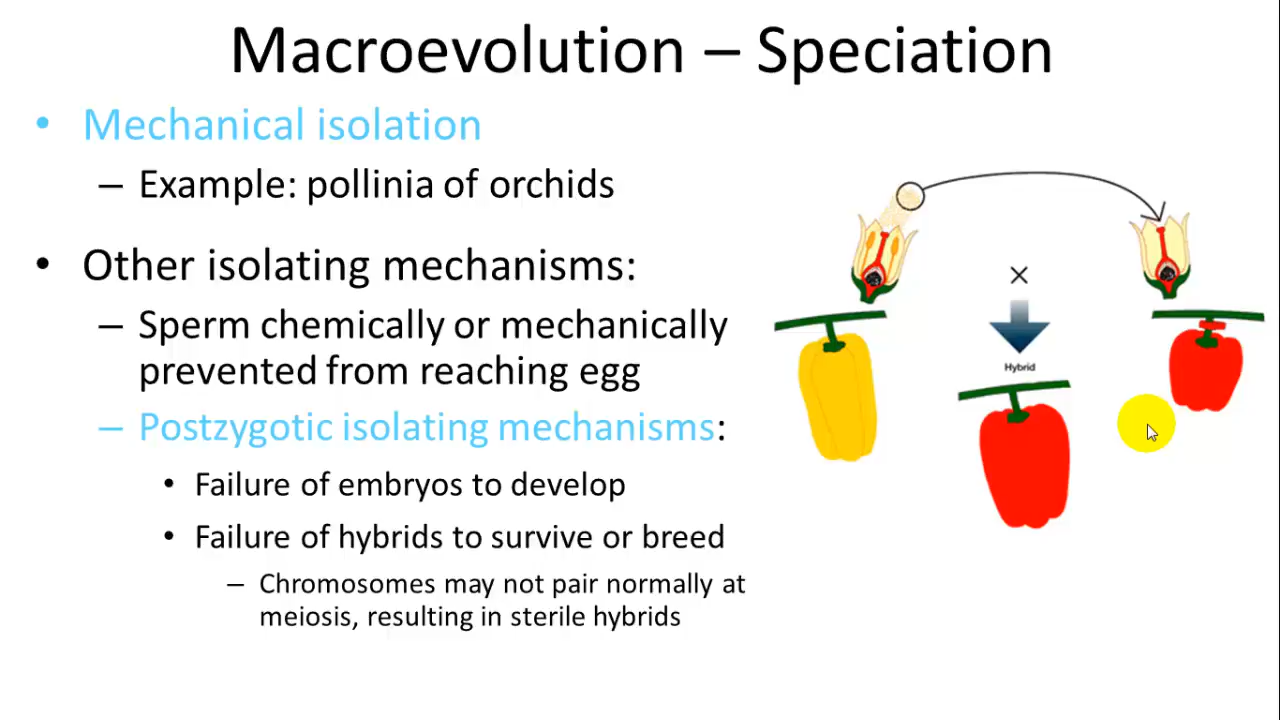 Macroevolution – Speciation
• Mechanical isolation
– Example: pollinia of orchids
• Other isolating mechanisms:
– Sperm chemically or mechanically
prevented from reaching egg
– Postzygotic isolating mechanisms:
• Failure of embryos to develop
• Failure of hybrids to survive or breed
– Chromosomes may not pair normally at
meiosis, resulting in sterile hybrids
×
Hybrid